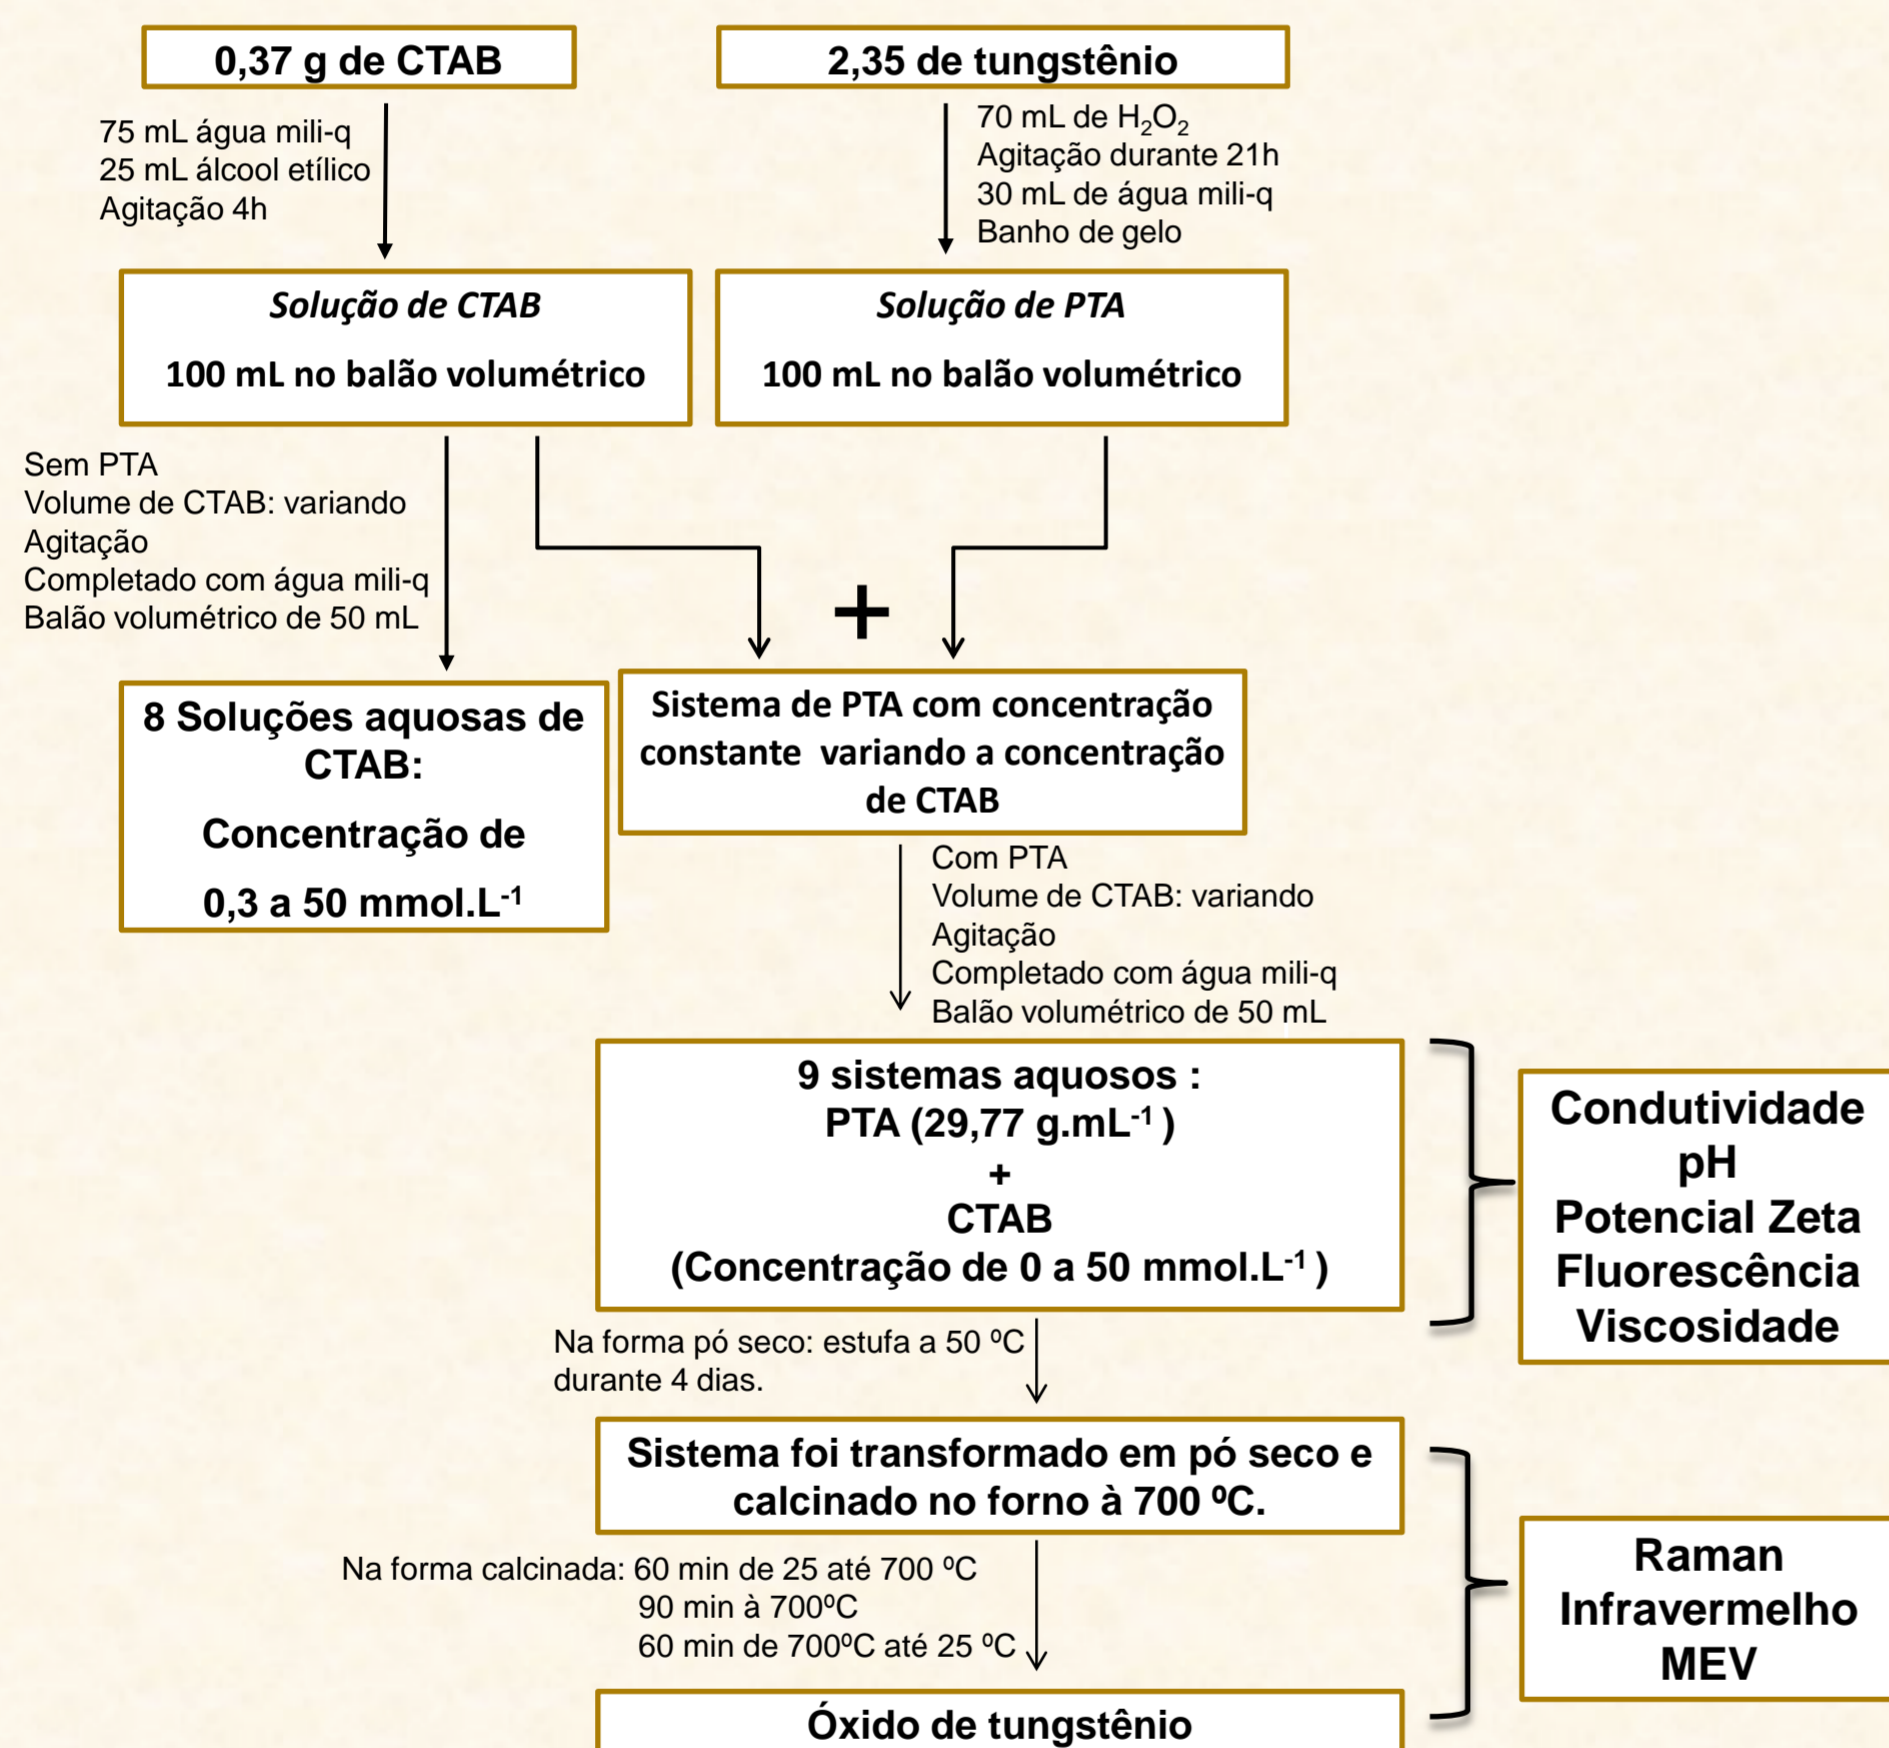 0,37 g de CTAB
2,35 de tungstênio
75 mL água mili-q
25 mL álcool etílico
Agitação 4h
70 mL de H₂O₂
Agitação durante 21h
30 mL de água mili-q
Banho de gelo
Solução de CTAB
100 mL no balão volumétrico
Solução de PTA
100 mL no balão volumétrico
Sem PTA
Volume de CTAB: variando
Agitação
Completado com água mili-q
Balão volumétrico de 50 mL
+
8 Soluções aquosas de
CTAB:
Concentração de
0,3 a 50 mmol.L⁻¹
Sistema de PTA com concentração
constante variando a concentração
de CTAB
Com PTA
Volume de CTAB: variando
Agitação
Completado com água mili-q
Balão volumétrico de 50 mL
9 sistemas aquosos :
PTA (29,77 g.mL⁻¹ )
+
CTAB
(Concentração de 0 a 50 mmol.L⁻¹ )
Condutividade
pH
Potencial Zeta
Fluorescência
Viscosidade
Na forma pó seco: estufa a 50 ºC
durante 4 dias.
Sistema foi transformado em pó seco e
calcinado no forno à 700 ºC.
Na forma calcinada: 60 min de 25 até 700 ºC
90 min à 700ºC
60 min de 700ºC até 25 ºC
Raman
Infravermelho
MEV
Óxido de tungstênio